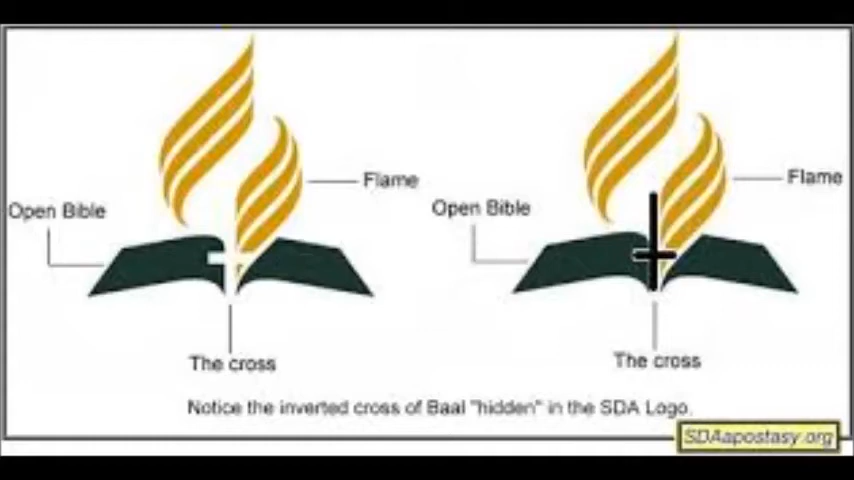 Flame
Open Bible
The cross
Flame
Open Bible
The cross
Notice the inverted cross of Baal "hidden" in the SDA Logo.
SDAapostasy.org